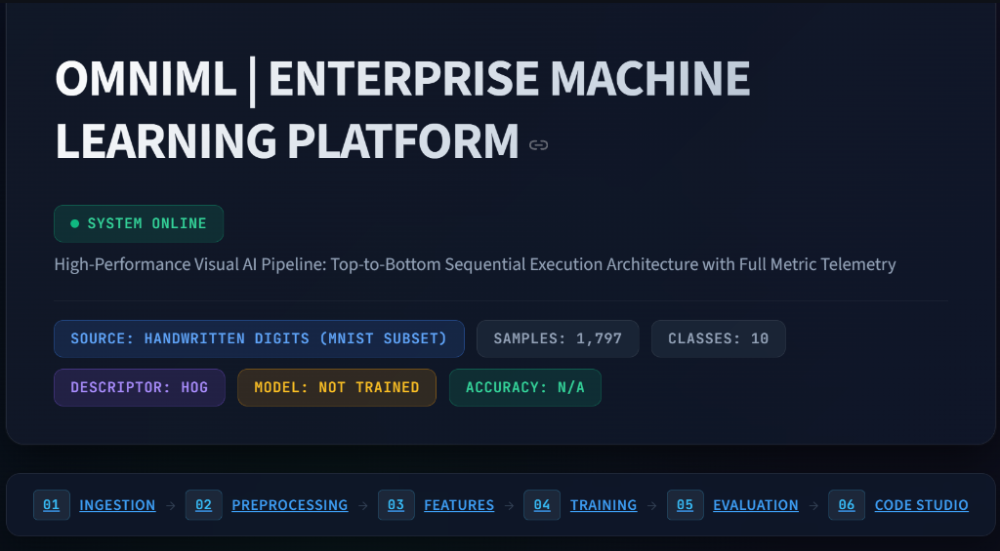 OMNIML | ENTERPRISE MACHINE
LEARNING PLATFORM
SYSTEM ONLINE
High-Performance Visual AI Pipeline: Top-to-Bottom Sequential Execution Architecture with Full Metric Telemetry
SOURCE: HANDWRITTEN DIGITS (MNIST SUBSET) SAMPLES: 1,797 CLASSES: 10
DESCRIPTOR: HOG MODEL: NOT TRAINED ACCURACY: N/A
01 INGESTION → 02 PREPROCESSING → 03 FEATURES → 04 TRAINING → 05 EVALUATION → 06 CODE STUDIO